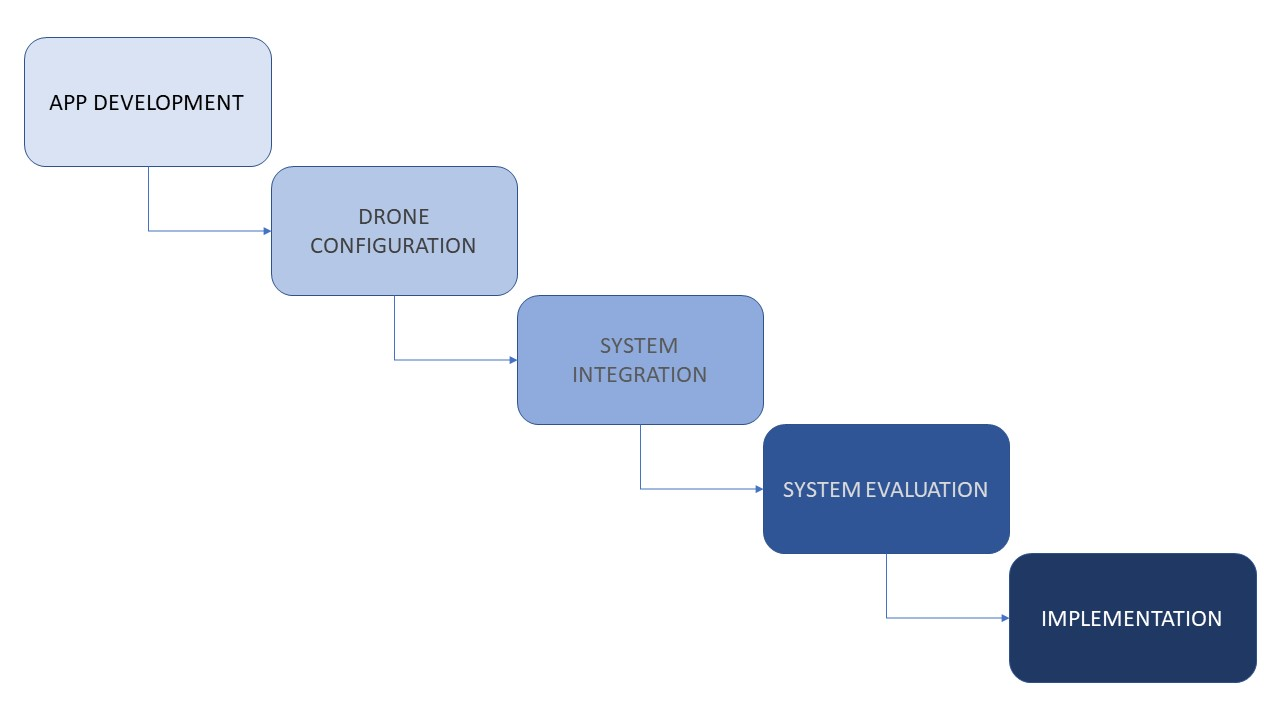 APP DEVELOPMENT
DRONE
CONFIGURATION
SYSTEM
INTEGRATION
SYSTEM EVALUATION
IMPLEMENTATION